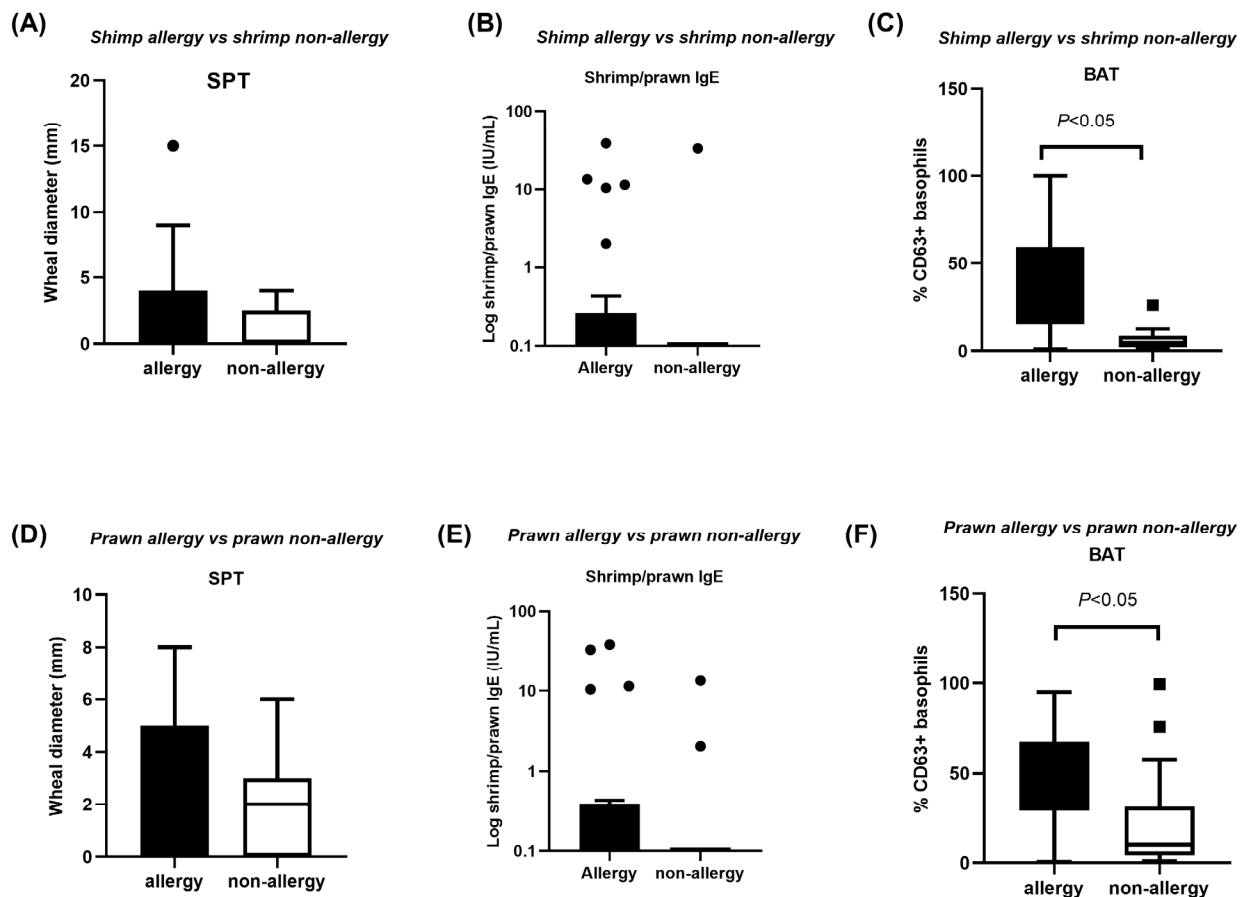 (A)
Shimp allergy vs shrimp non-allergy
SPT
Wheal diameter (mm)
20
15
10
5
0
allergy non-allergy
(B)
Shimp allergy vs shrimp non-allergy
Shrimp/prawn IgE
Log shrimp/prawn IgE (IU/mL)
100
10
1
0.1
Allergy non-allergy
(C)
Shimp allergy vs shrimp non-allergy
BAT
% CD63+ basophils
150
100
50
0
P<0.05
allergy non-allergy
(D)
Prawn allergy vs prawn non-allergy
SPT
Wheal diameter (mm)
10
8
6
4
2
0
allergy non-allergy
(E)
Prawn allergy vs prawn non-allergy
Shrimp/prawn IgE
Log shrimp/prawn IgE (IU/mL)
100
10
1
0.1
Allergy non-allergy
(F)
Prawn allergy vs prawn non-allergy
BAT
% CD63+ basophils
150
100
50
0
P<0.05
allergy non-allergy